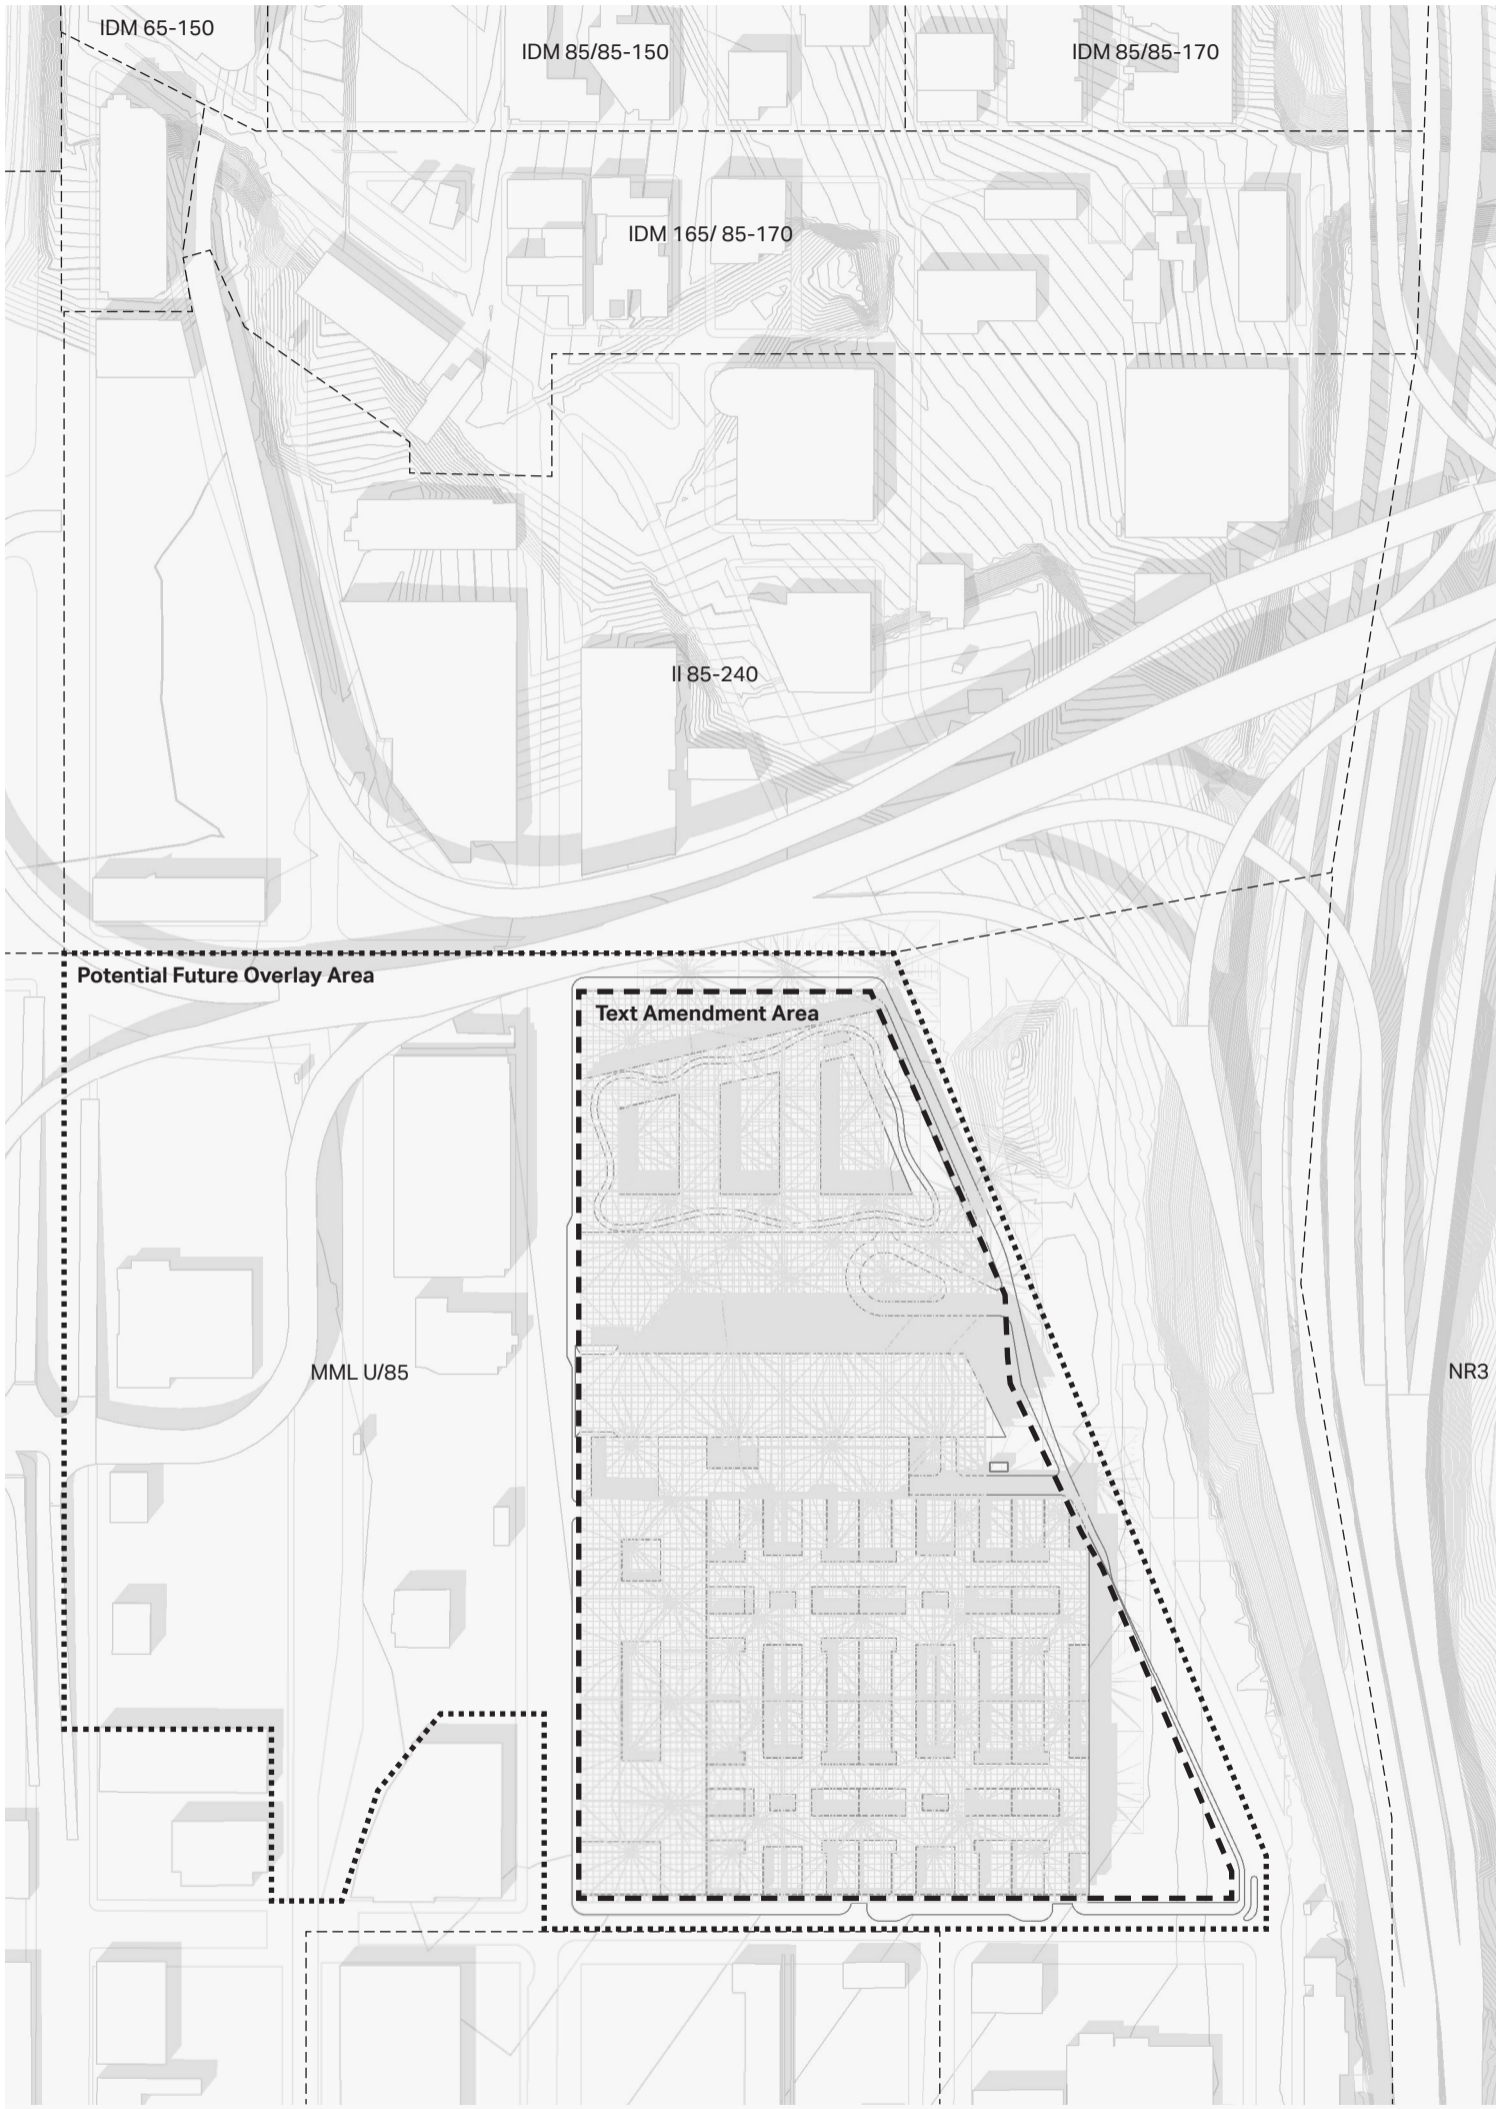 IDM 65-150
IDM 85/85-150
IDM 85/85-170
IDM 165/ 85-170
II 85-240
Potential Future Overlay Area
Text Amendment Area
MML U/85
NR3